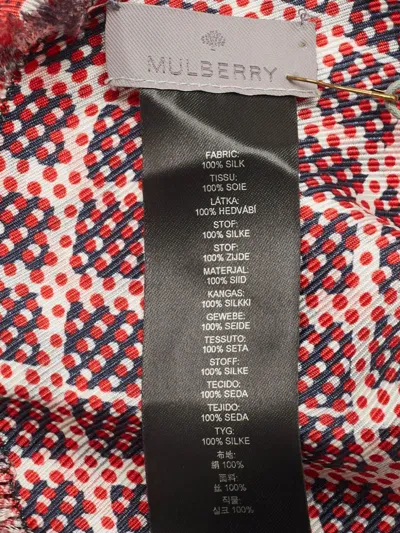 MULBERRY
FABRIC:
100% SILK
TISSU:
100% SOIE
LÁTKA:
100% HEDVÁBÍ
STOF:
100% SILKE
STOF:
100% ZIJDE
MATERJAL:
100% SIID
KANGAS:
100% SILKKI
GEWEBE:
100% SEIDE
TESSUTO:
100% SETA
STOFF:
100% SILKE
TECIDO:
100% SEDA
TEJIDO:
100% SEDA
TYG:
100% SILKE
布地:
絹 100%
面料:
丝 100%
직물:
실크 100%